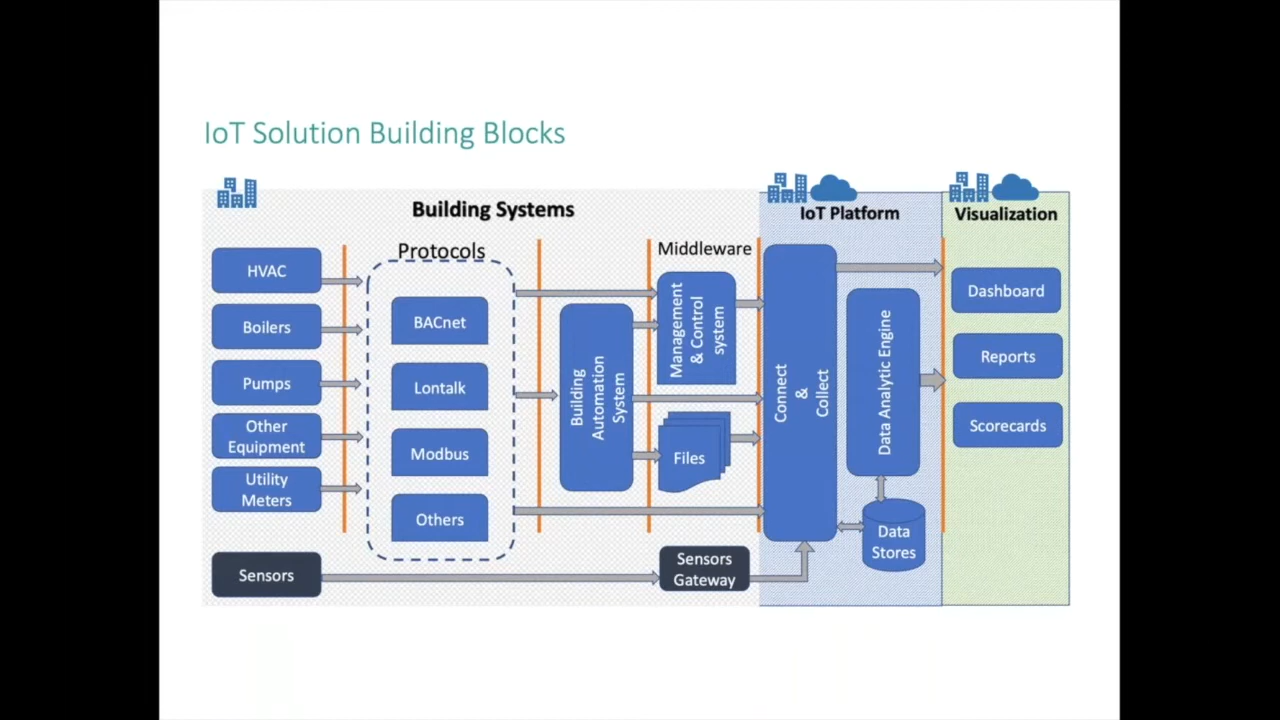 IoT Solution Building Blocks
Building Systems
IoT Platform
Visualization
Protocols
Middleware
HVAC
Boilers
Pumps
Other
Equipment
Utility
Meters
Sensors
BACnet
Lontalk
Modbus
Others
Building
Automation
System
Management
& Control
system
Files
Sensors
Gateway
Connect
&
Collect
Data Analytic Engine
Data
Stores
Dashboard
Reports
Scorecards